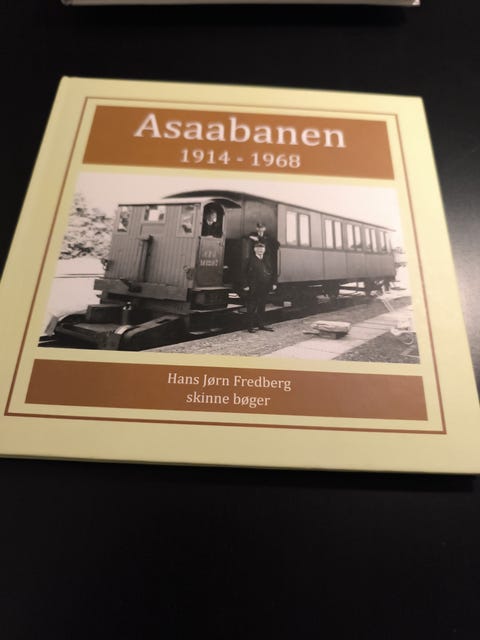 Asaabanen
1914 - 1968
Hans Jørn Fredberg
skinne bøger